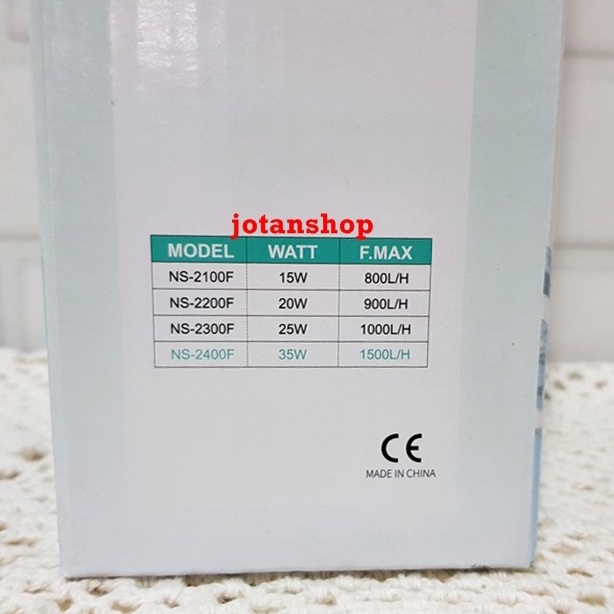 jotanshop
MODEL WATT F.MAX
NS-2100F 15W 800L/H
NS-2200F 20W 900L/H
NS-2300F 25W 1000L/H
NS-2400F 35W 1500L/H
CE
MADE IN CHINA